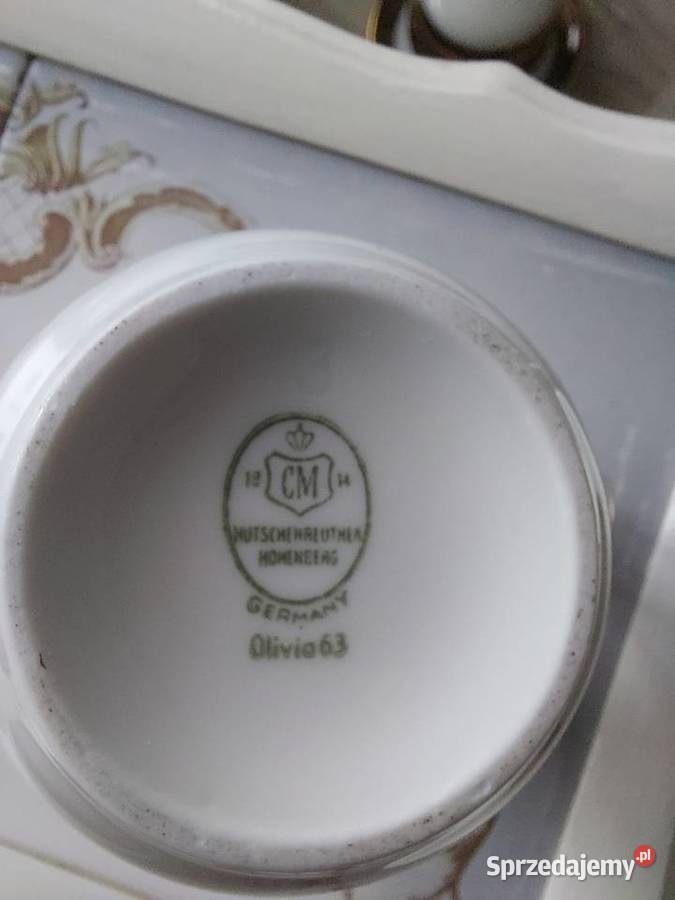 18 CM 14
HUTSCHENREUTHER
HOHENBERG
GERMANY
Olivia 63
Sprzedajemy.pl